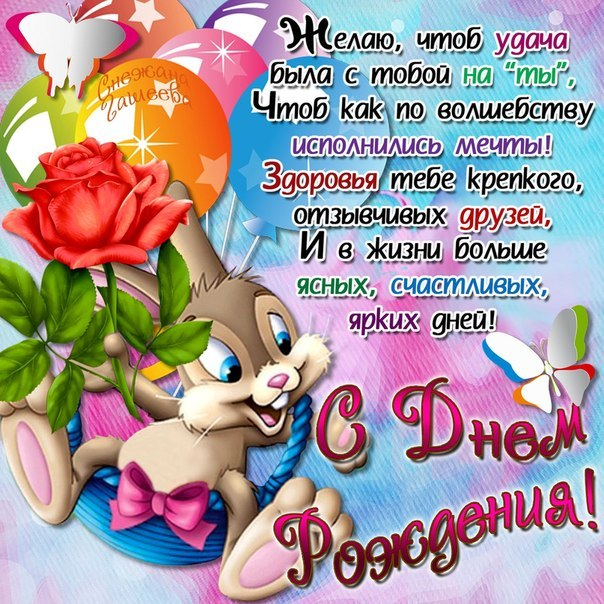 Снежана
Гашеева
Желаю, чтоб удача
была с тобой на "ты",
Чтоб как по волшебству
исполнились мечты!
Здоровья тебе крепкого,
отзывчивых друзей,
И в жизни больше
ясных, счастливых,
ярких дней!
С Днем
Рождения!